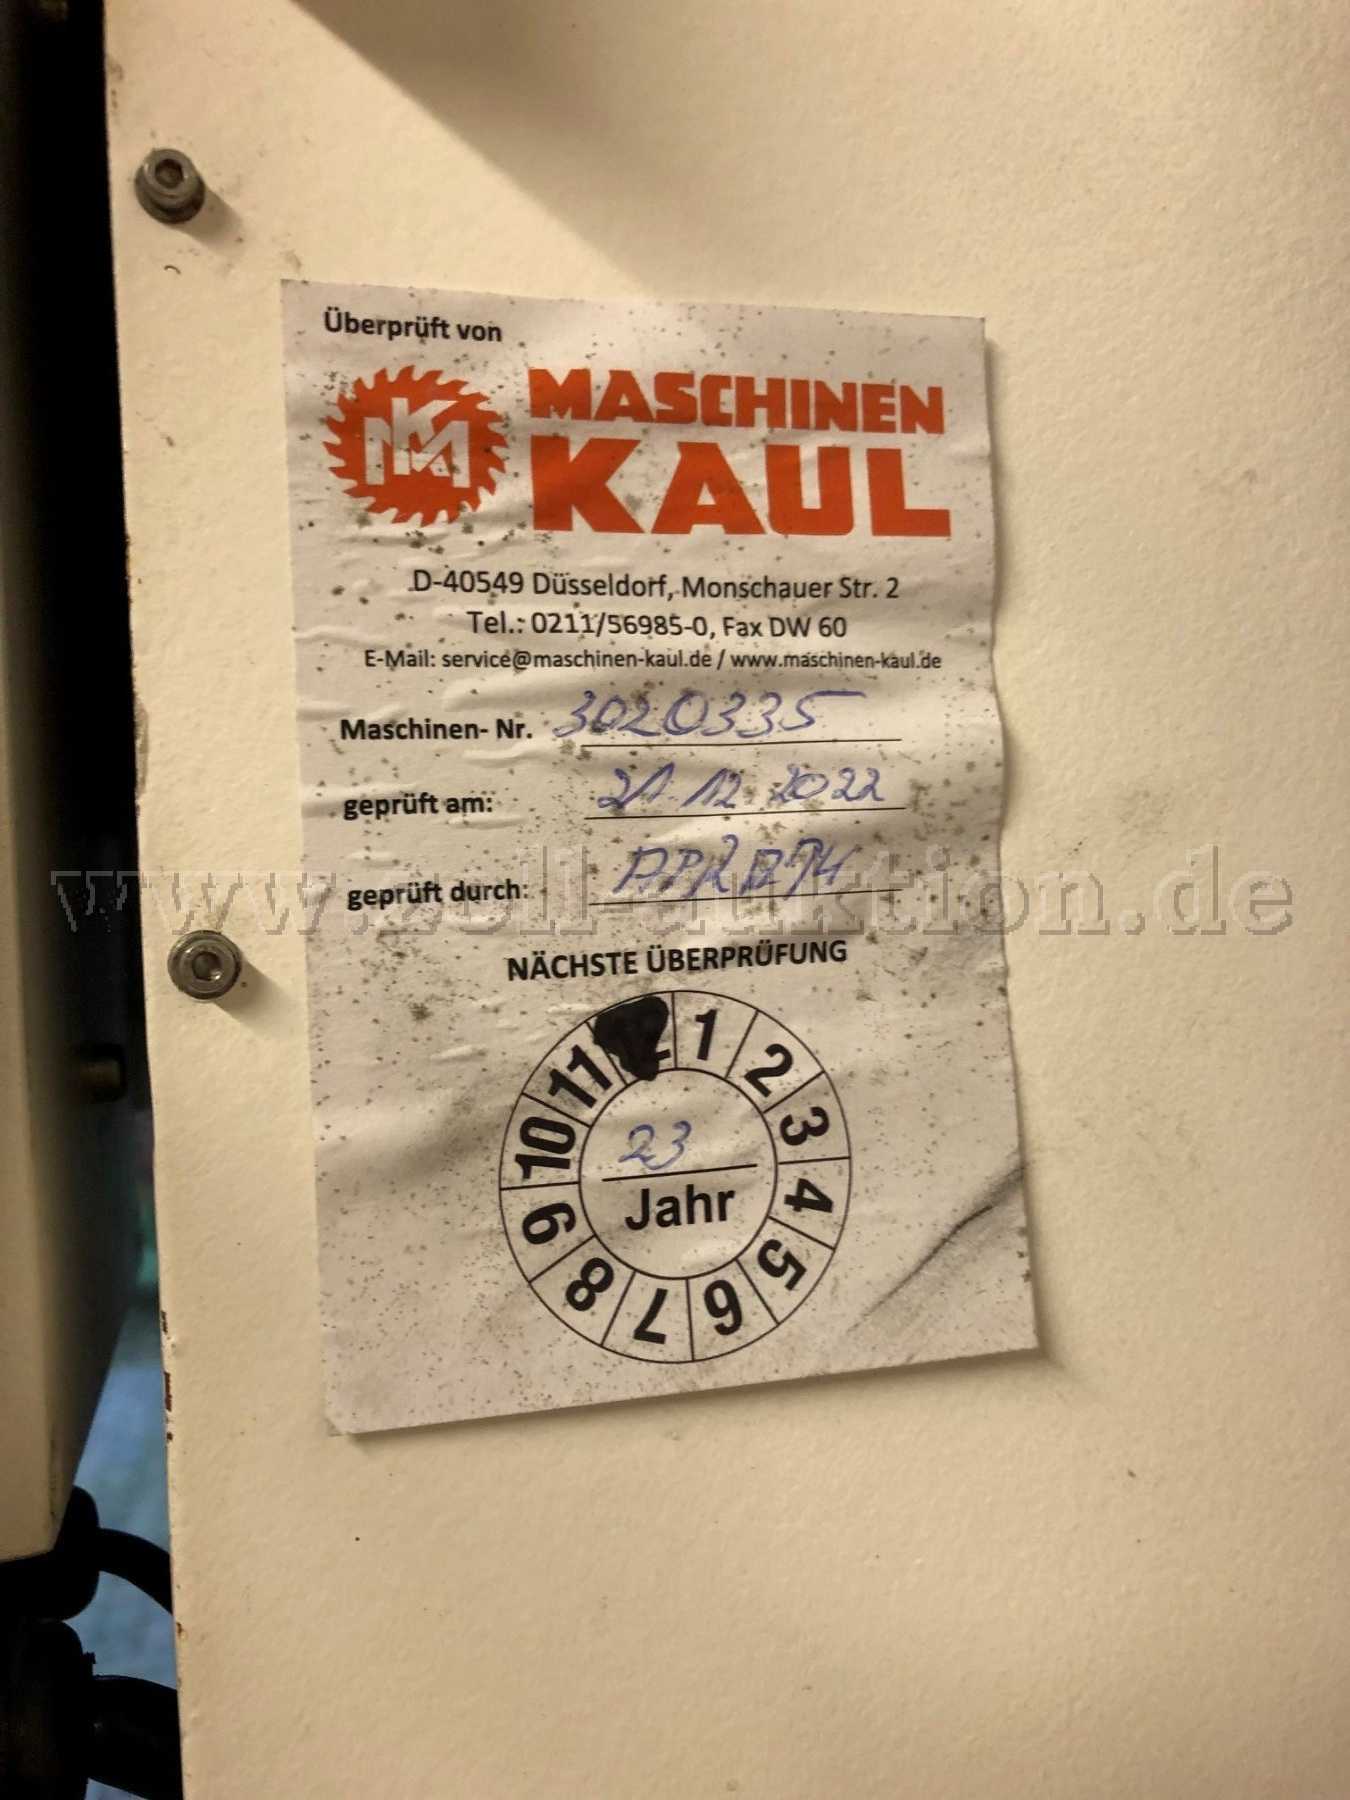 Überprüft von
MK MASCHINEN
KAUL
D-40549 Düsseldorf, Monschauer Str. 2
Tel.: 0211/56985-0, Fax DW 60
E-Mail: service@maschinen-kaul.de / www.maschinen-kaul.de
Maschinen- Nr. 3020335
geprüft am: 21 12 2022
geprüft durch:
www.zoll-auktion.de
NÄCHSTE ÜBERPRÜFUNG
1
2
3
4
5
6
7
8
9
10
11
12
23
Jahr